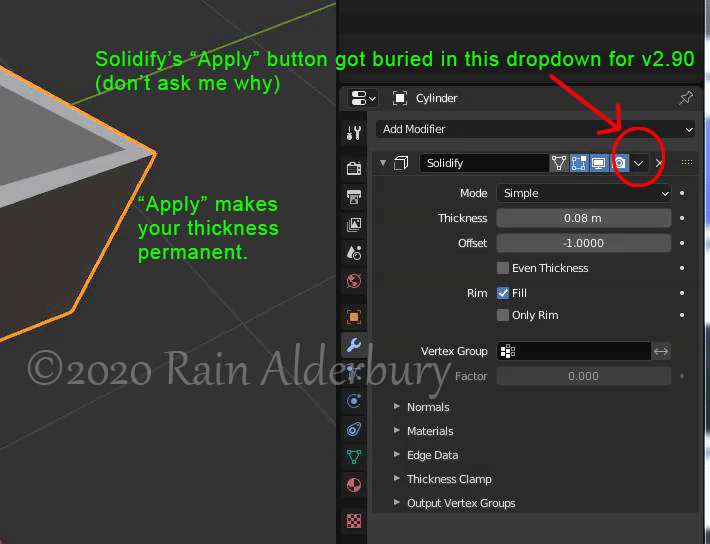 Solidify's “Apply” button got buried in this dropdown for v2.90
(don't ask me why)
Cylinder
Add Modifier
Solidify
“Apply” makes
your thickness
permanent.
Mode Simple
Thickness 0.08 m
Offset -1.0000
Even Thickness
Rim Fill
Only Rim
Vertex Group
©2020 Rain Alderbury
Factor 0.000
Normals
Materials
Edge Data
Thickness Clamp
Output Vertex Groups